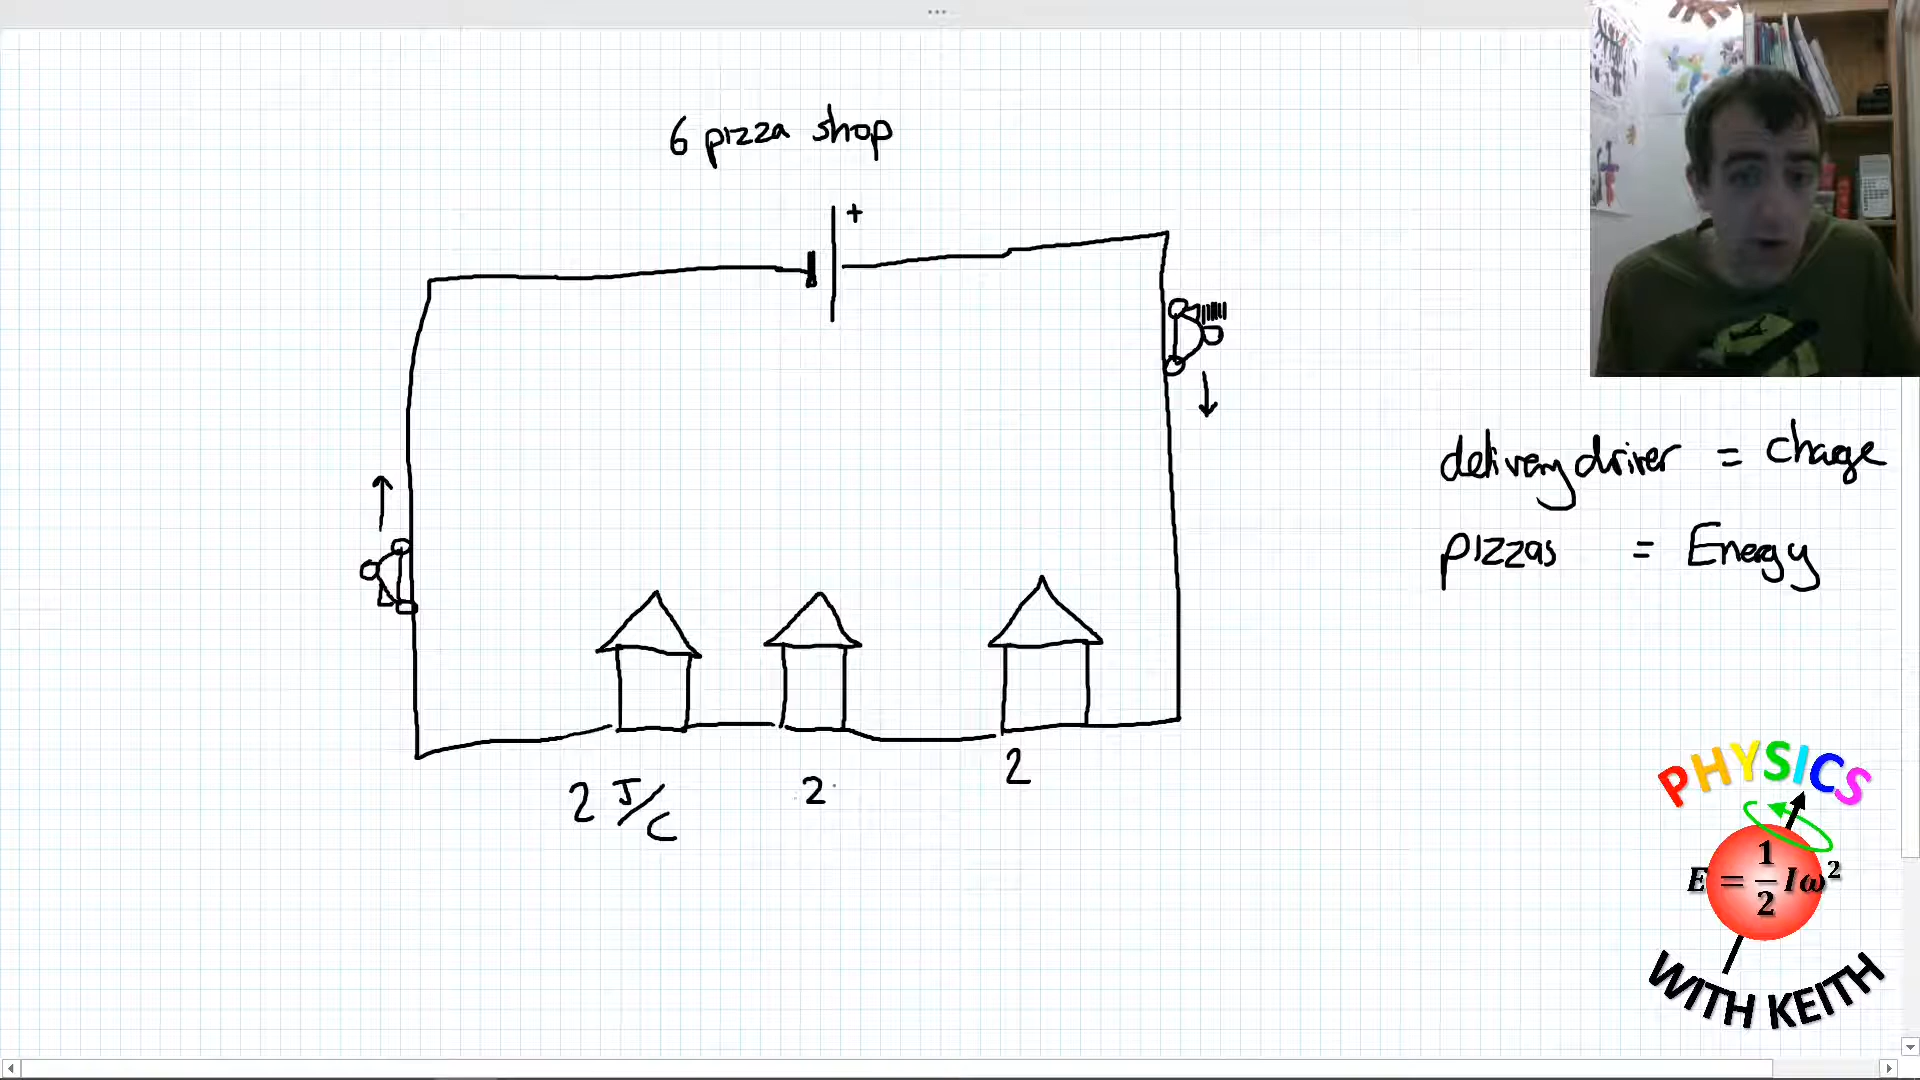 6 pizza shop
+
delivery driver = charge
pizzas = Energy
2 J/C
2
2
PHYSICS
E = 1/2 Iω²
WITH KEITH